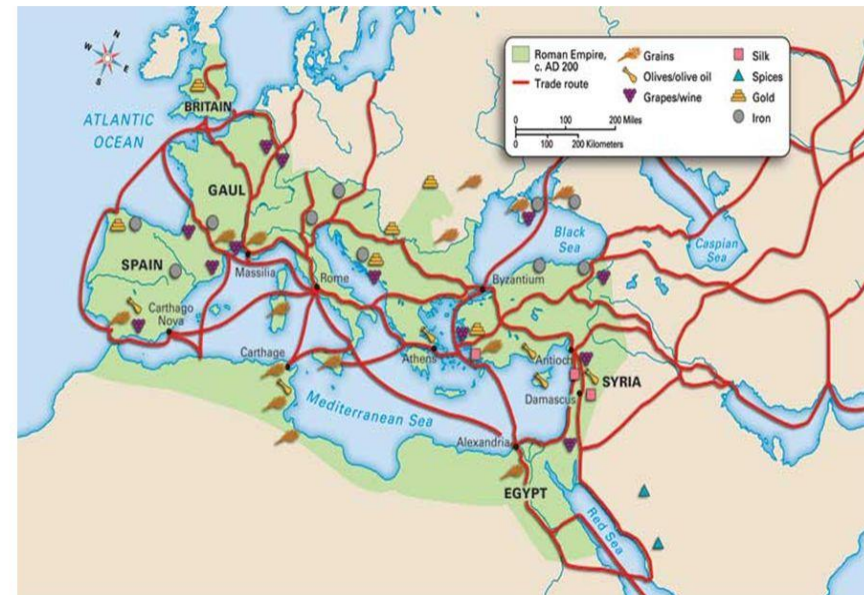 N
W
E
S
Roman Empire,
c. AD 200
Trade route
0 100 200 Miles
0 100 200 Kilometers
Grains
Olives/olive oil
Grapes/wine
Silk
Spices
Gold
Iron
BRITAIN
ATLANTIC
OCEAN
GAUL
SPAIN
Massilia
Rome
Carthago
Nova
Carthage
Athens
Byzantium
Black
Sea
Caspian
Sea
Antioch
SYRIA
Damascus
Mediterranean Sea
Alexandria
EGYPT
Red Sea